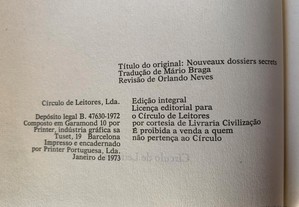 Título do original: Nouveaux dossiers secrets
Tradução de Mário Braga
Revisão de Orlando Neves
Círculo de Leitores, Lda.
Depósito legal B. 47630-1972
Composto em Garamond 10 por
Printer, indústria gráfica sa
Tuset, 19 Barcelona
Impresso e encadernado
por Printer Portuguesa, Lda.
Janeiro de 1973
Edição integral
Licença editorial para
o Círculo de Leitores
por cortesia de Livraria Civilização
É proibida a venda a quem
não pertença ao Círculo
Círculo de